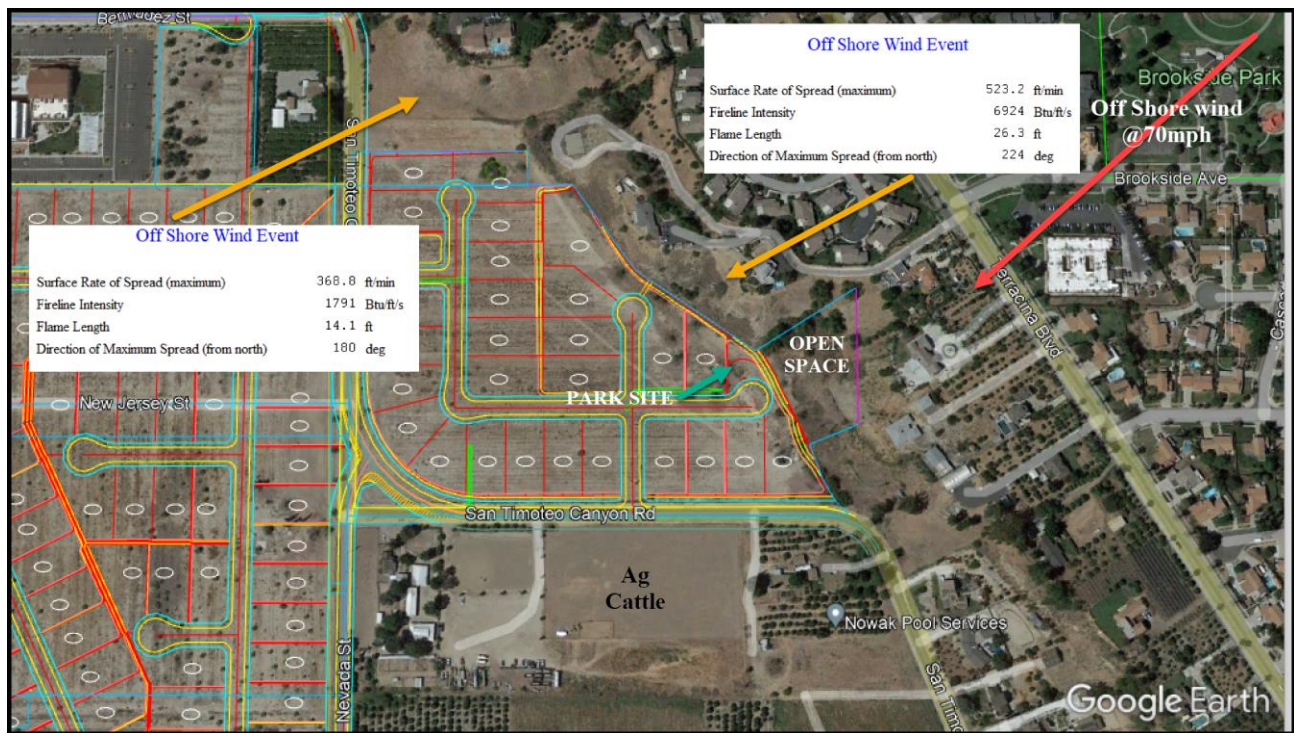 Bermudez St
Off Shore Wind Event
Surface Rate of Spread (maximum) 523.2 ft/min
Fireline Intensity 6924 Btu/ft/s
Flame Length 26.3 ft
Direction of Maximum Spread (from north) 224 deg
Brookside Park
Off Shore wind
@70mph
Brookside Ave
San Timoteo C
Off Shore Wind Event
Surface Rate of Spread (maximum) 368.8 ft/min
Fireline Intensity 1791 Btu/ft/s
Flame Length 14.1 ft
Direction of Maximum Spread (from north) 180 deg
Terracina Blvd
Casca
OPEN
SPACE
PARK SITE
New Jersey St
San Timoteo Canyon Rd
Ag
Cattle
Nowak Pool Services
Nevada St
San Timo
Google Earth